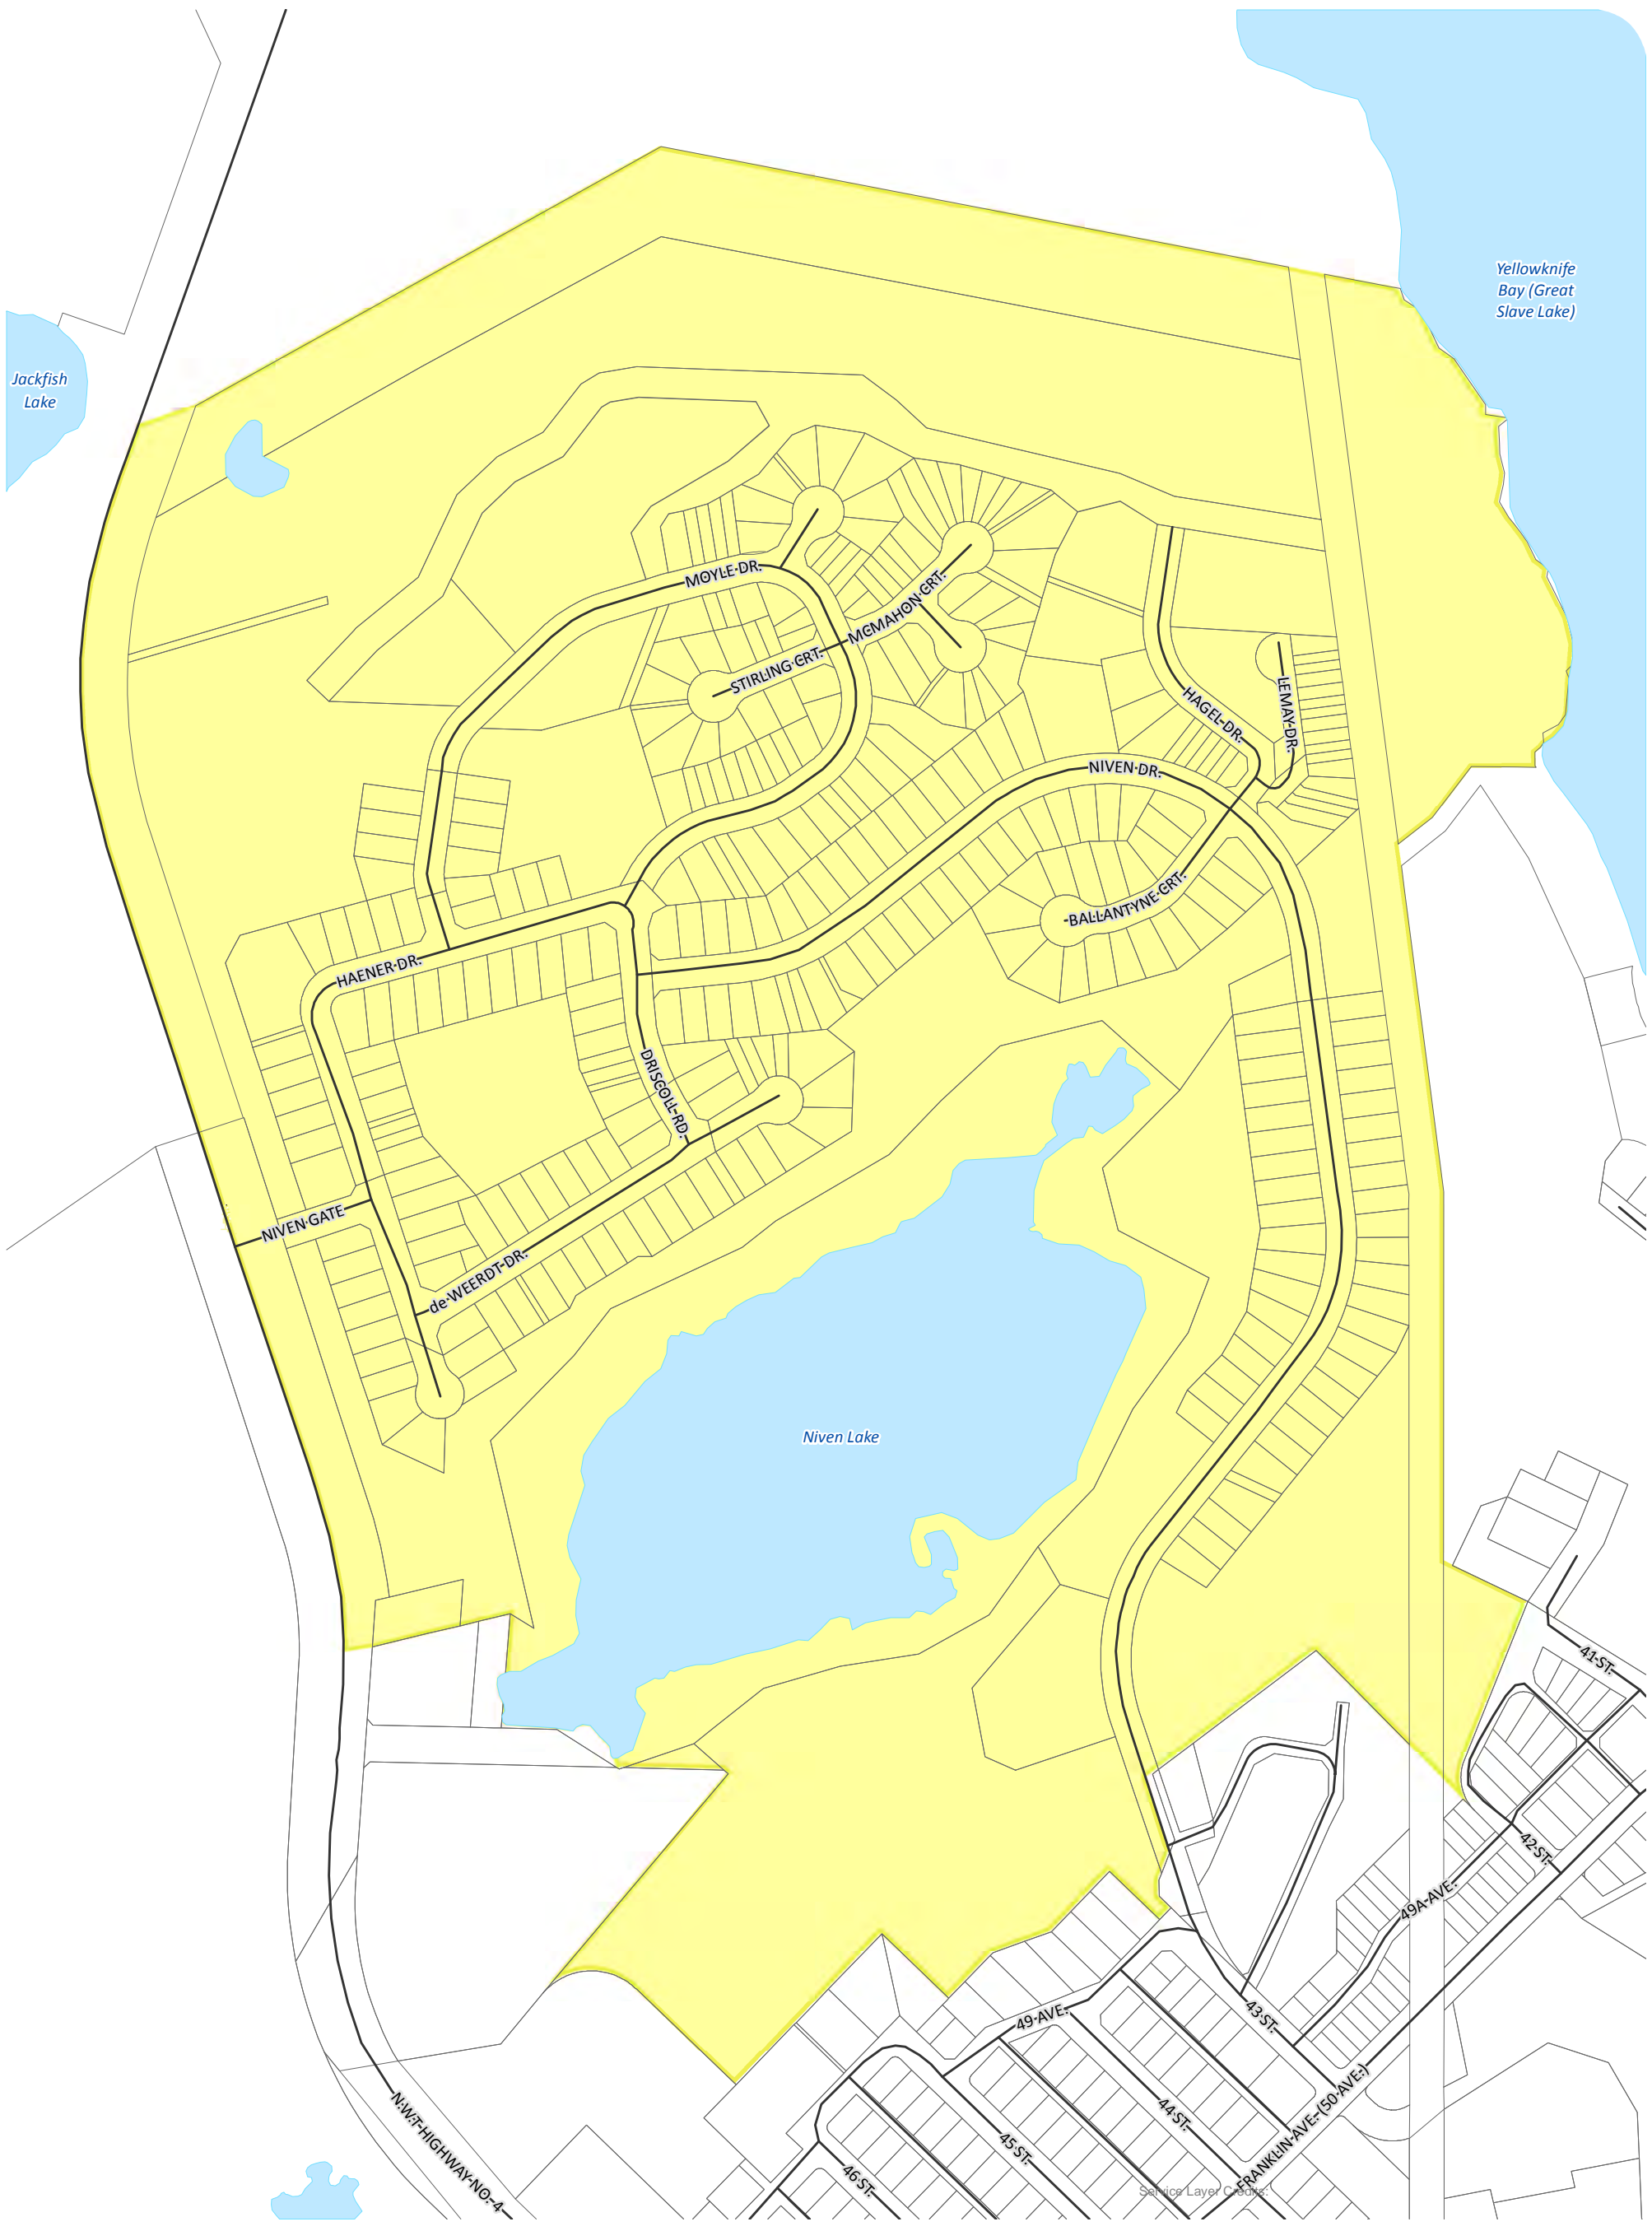 Yellowknife
Bay (Great
Slave Lake)
Jackfish
Lake
MOYLE DR.
MCMAHON CRT.
STIRLING CRT.
LEMAY DR.
HAGEL DR.
NIVEN DR.
BALLANTYNE CRT.
HAENER DR.
DRISCOLL RD.
NIVEN GATE
de WEERDT DR.
Niven Lake
41 ST.
42 ST.
49A AVE.
43 ST.
49 AVE.
44 ST.
FRANKLIN AVE. (50 AVE.)
45 ST.
46 ST.
N.W.T HIGHWAY NO. 4
Service Layer Credits: